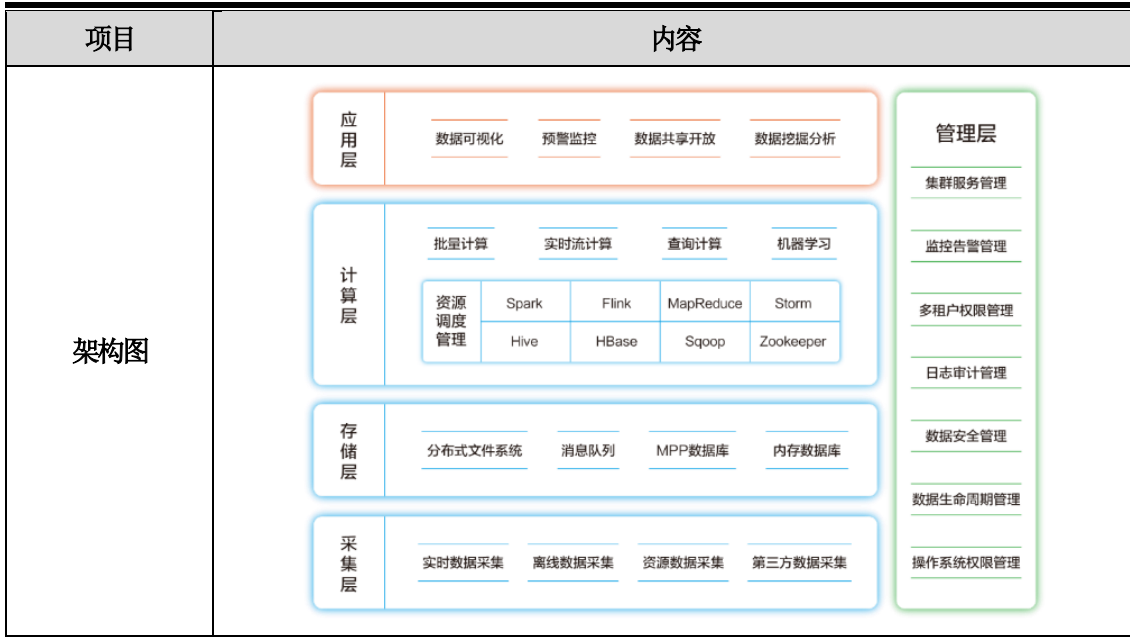 项目 内容
架构图
应用层
数据可视化 预警监控 数据共享开放 数据挖掘分析
计算层
批量计算 实时流计算 查询计算 机器学习
资源调度管理
Spark Flink MapReduce Storm
Hive HBase Sqoop Zookeeper
存储层
分布式文件系统 消息队列 MPP数据库 内存数据库
采集层
实时数据采集 离线数据采集 资源数据采集 第三方数据采集
管理层
集群服务管理
监控告警管理
多租户权限管理
日志审计管理
数据安全管理
数据生命周期管理
操作系统权限管理